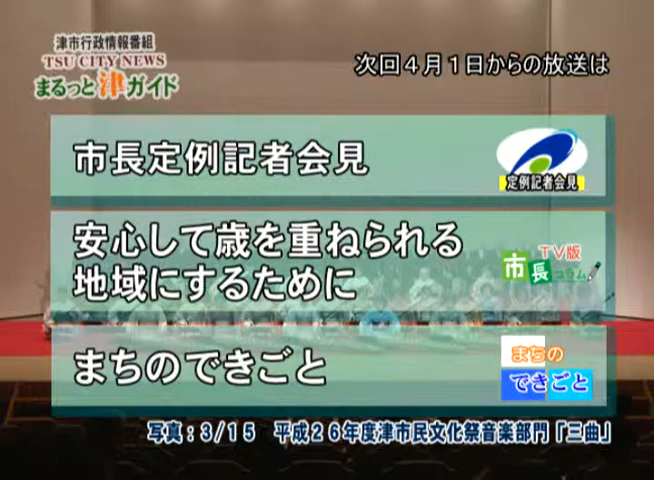 津市行政情報番組
TSU CITY NEWS
まるっと津ガイド
次回４月１日からの放送は
市長定例記者会見
定例記者会見
安心して歳を重ねられる
地域にするために
ＴＶ版
市長コラム
まちのできごと
まちの
できごと
写真：３/１５　平成２６年度津市民文化祭音楽部門「三曲」